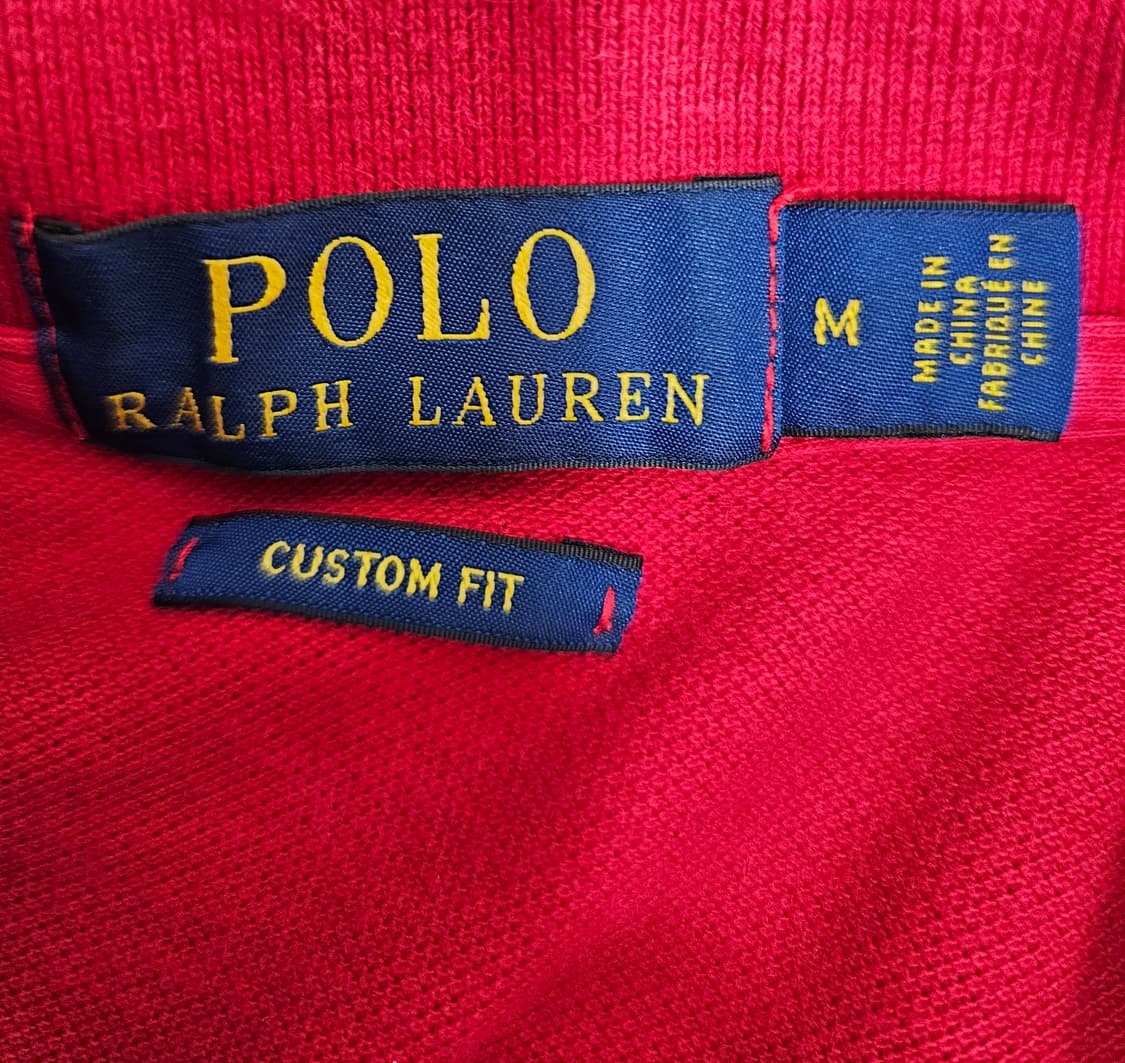 POLO
RALPH LAUREN
M
MADE IN
CHINA
FABRIQUÉ EN
CHINE
CUSTOM FIT